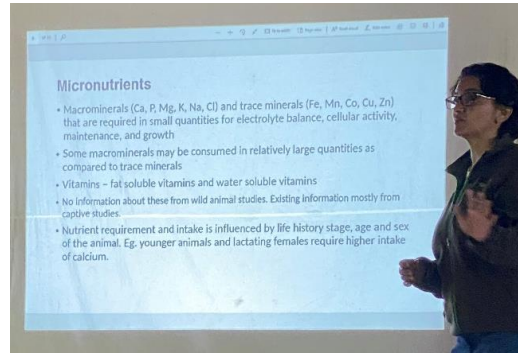 Micronutrients
• Macrominerals (Ca, P, Mg, K, Na, Cl) and trace minerals (Fe, Mn, Co, Cu, Zn)
that are required in small quantities for electrolyte balance, cellular activity,
maintenance, and growth
• Some macrominerals may be consumed in relatively large quantities as
compared to trace minerals
• Vitamins – fat soluble vitamins and water soluble vitamins
• No information about these from wild animal studies. Existing information mostly from
captive studies.
• Nutrient requirement and intake is influenced by life history stage, age and sex
of the animal. Eg. younger animals and lactating females require higher intake
of calcium.